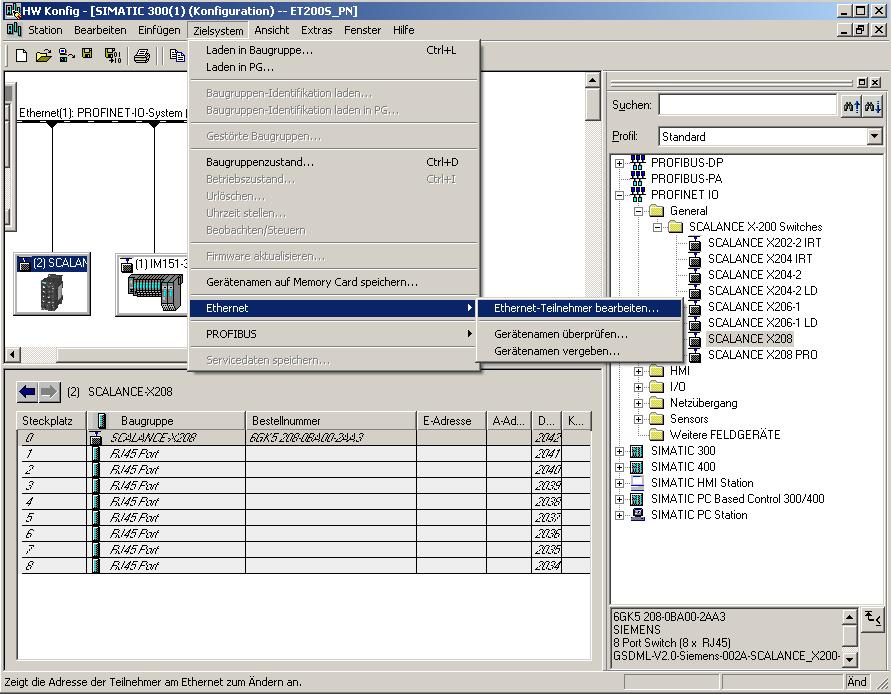 HW Konfig - [SIMATIC 300(1) (Konfiguration) -- ET200S_PN]
Station Bearbeiten Einfügen Zielsystem Ansicht Extras Fenster Hilfe
Laden in Baugruppe... Ctrl+L
Laden in PG...
Baugruppen-Identifikation laden...
Baugruppen-Identifikation laden in PG...
Gestörte Baugruppen...
Baugruppenzustand... Ctrl+D
Betriebszustand... Ctrl+I
Urlöschen...
Uhrzeit stellen...
Beobachten/Steuern
Firmware aktualisieren...
Gerätenamen auf Memory Card speichern...
Ethernet
PROFIBUS
Servicedaten speichern...
Ethernet-Teilnehmer bearbeiten...
Gerätenamen überprüfen...
Gerätenamen vergeben...
Ethernet(1): PROFINET-IO-System
(2) SCALAN
(1) IM151-3
Suchen:
Profil: Standard
PROFIBUS-DP
PROFIBUS-PA
PROFINET IO
General
SCALANCE X-200 Switches
SCALANCE X202-2 IRT
SCALANCE X204 IRT
SCALANCE X204-2
SCALANCE X204-2 LD
SCALANCE X206-1
SCALANCE X206-1 LD
SCALANCE X208
SCALANCE X208 PRO
HMI
I/O
Netzübergang
Sensors
Weitere FELDGERÄTE
SIMATIC 300
SIMATIC 400
SIMATIC HMI Station
SIMATIC PC Based Control 300/400
SIMATIC PC Station
(2) SCALANCE-X208
Steckplatz Baugruppe Bestellnummer E-Adresse A-Ad... D... K...
0 SCALANCE-X208 6GK5 208-0BA00-2AA3 2042
1 RJ45 Port 2041
2 RJ45 Port 2040
3 RJ45 Port 2039
4 RJ45 Port 2038
5 RJ45 Port 2037
6 RJ45 Port 2036
7 RJ45 Port 2035
8 RJ45 Port 2034
6GK5 208-0BA00-2AA3
SIEMENS
8 Port Switch (8 x RJ45)
GSDML-V2.0-Siemens-002A-SCALANCE_X200-
Zeigt die Adresse der Teilnehmer am Ethernet zum Ändern an. Änd